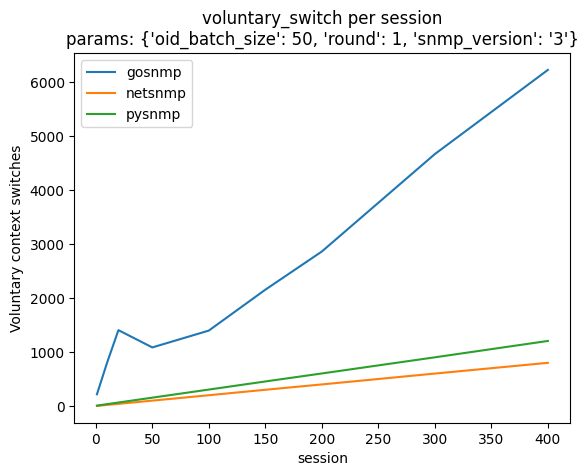 voluntary_switch per session
params: {'oid_batch_size': 50, 'round': 1, 'snmp_version': '3'}
gosnmp
netsnmp
pysnmp
Voluntary context switches
6000
5000
4000
3000
2000
1000
0
0 50 100 150 200 250 300 350 400
session